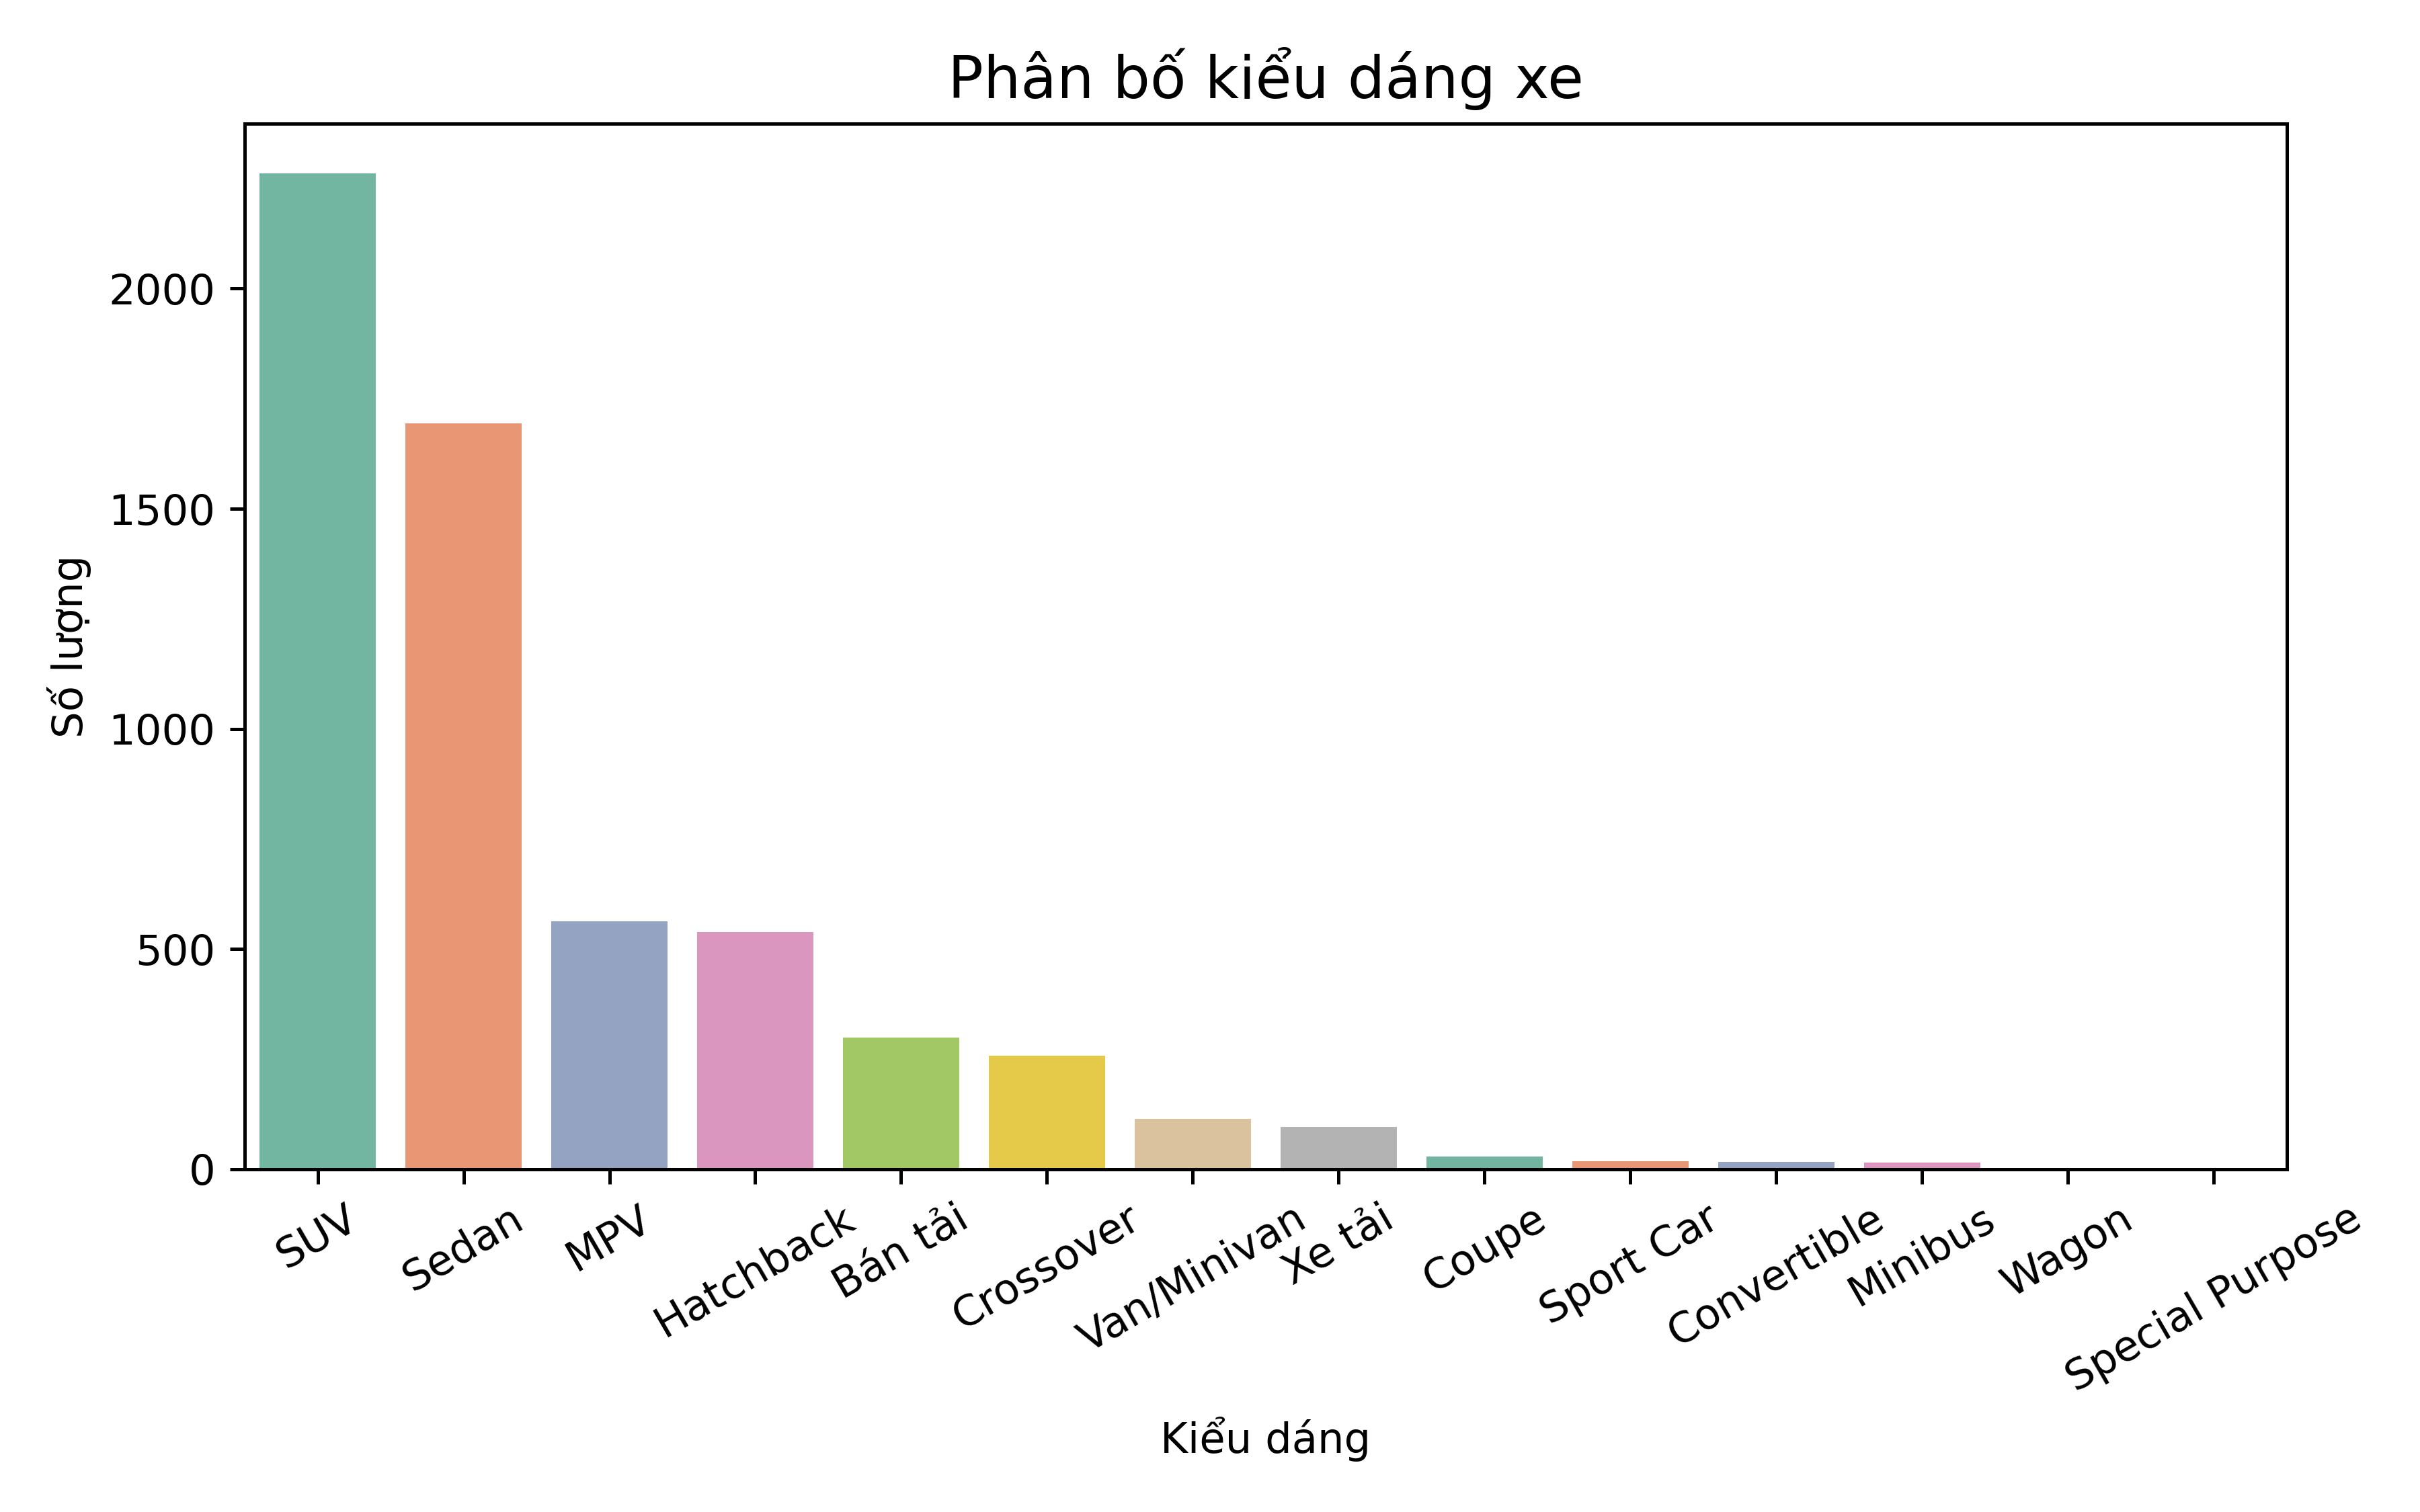 Phân bố kiểu dáng xe
Số lượng
2000
1500
1000
500
0
SUV
Sedan
MPV
Hatchback
Bán tải
Crossover
Van/Minivan
Xe tải
Coupe
Sport Car
Convertible
Minibus
Wagon
Special Purpose
Kiểu dáng